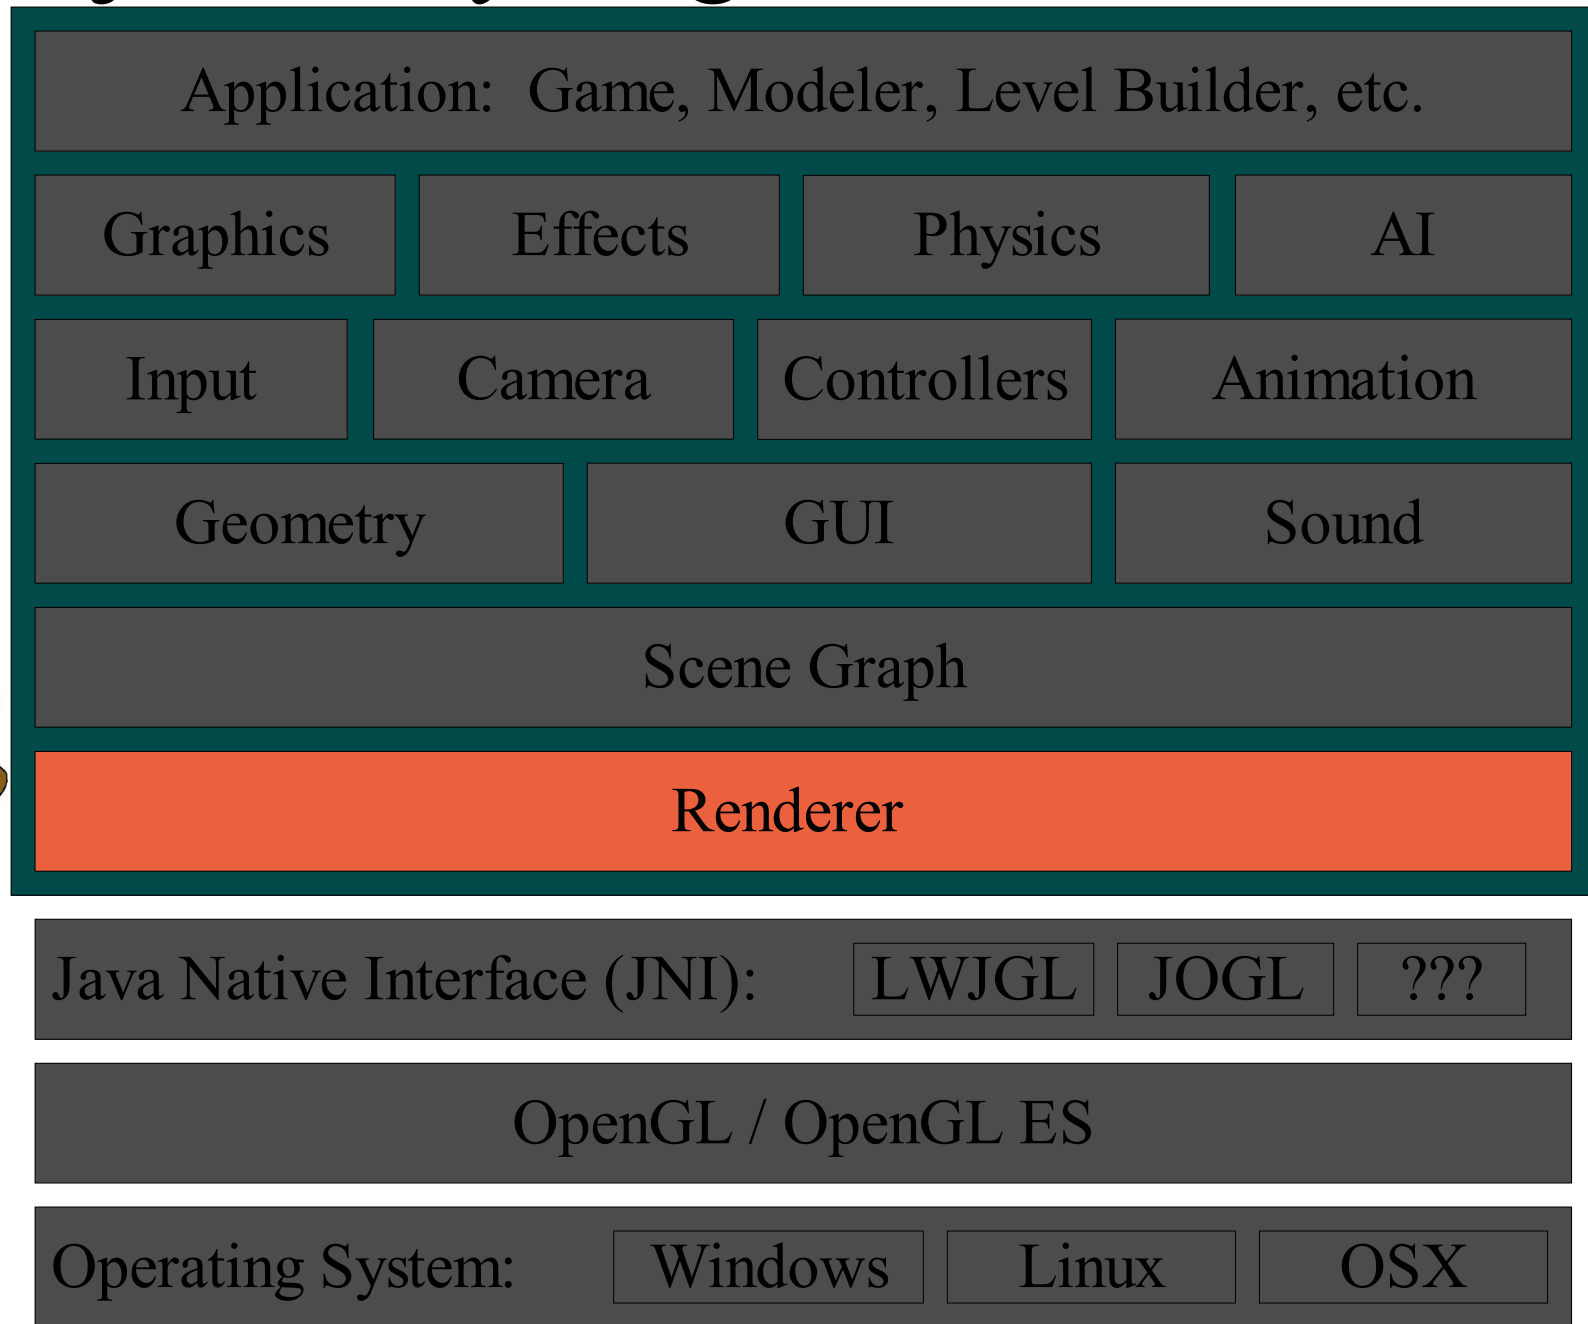 Application: Game, Modeler, Level Builder, etc.
Graphics Effects Physics AI
Input Camera Controllers Animation
Geometry GUI Sound
Scene Graph
Renderer
Java Native Interface (JNI): LWJGL JOGL ???
OpenGL / OpenGL ES
Operating System: Windows Linux OSX